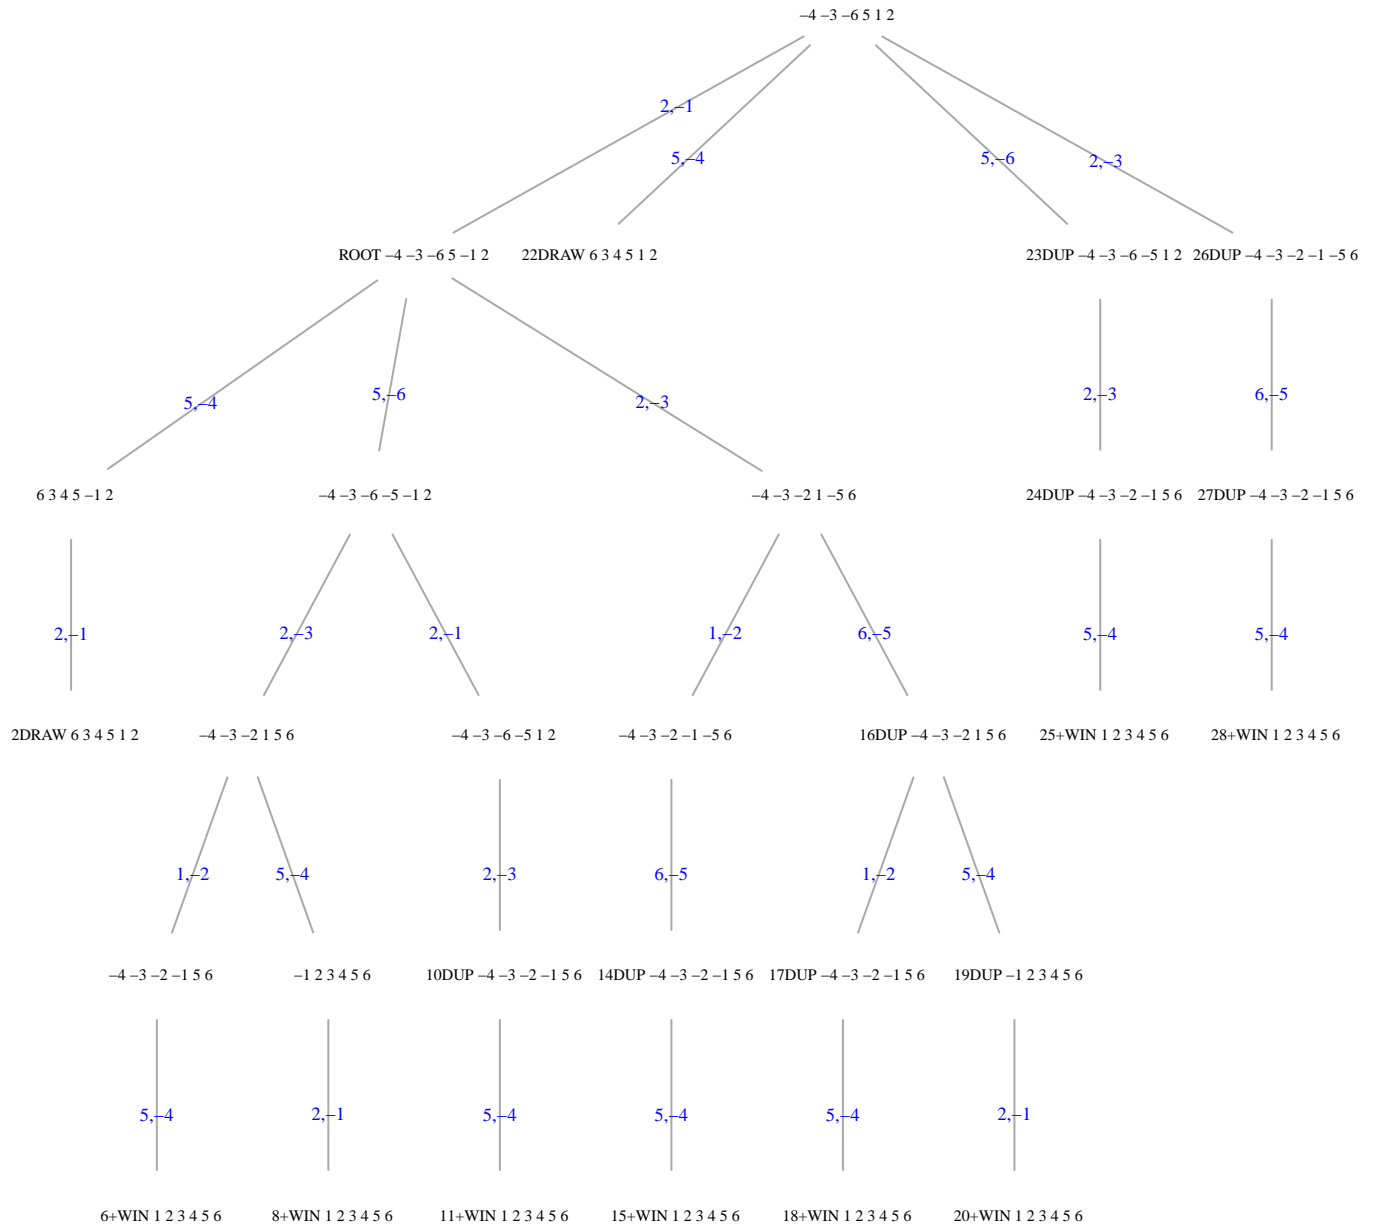 −4 −3 −6 5 1 2
2,−1
5,−4
5,−6
2,−3
ROOT −4 −3 −6 5 −1 2
22DRAW 6 3 4 5 1 2
23DUP −4 −3 −6 −5 1 2
26DUP −4 −3 −2 −1 −5 6
5,−4
5,−6
2,−3
2,−3
6,−5
6 3 4 5 −1 2
−4 −3 −6 −5 −1 2
−4 −3 −2 1 −5 6
24DUP −4 −3 −2 −1 5 6
27DUP −4 −3 −2 −1 5 6
2,−1
2,−3
2,−1
1,−2
6,−5
5,−4
5,−4
2DRAW 6 3 4 5 1 2
−4 −3 −2 1 5 6
−4 −3 −6 −5 1 2
−4 −3 −2 −1 −5 6
16DUP −4 −3 −2 1 5 6
25+WIN 1 2 3 4 5 6
28+WIN 1 2 3 4 5 6
1,−2
5,−4
2,−3
6,−5
1,−2
5,−4
−4 −3 −2 −1 5 6
−1 2 3 4 5 6
10DUP −4 −3 −2 −1 5 6
14DUP −4 −3 −2 −1 5 6
17DUP −4 −3 −2 −1 5 6
19DUP −1 2 3 4 5 6
5,−4
2,−1
5,−4
5,−4
5,−4
2,−1
6+WIN 1 2 3 4 5 6
8+WIN 1 2 3 4 5 6
11+WIN 1 2 3 4 5 6
15+WIN 1 2 3 4 5 6
18+WIN 1 2 3 4 5 6
20+WIN 1 2 3 4 5 6